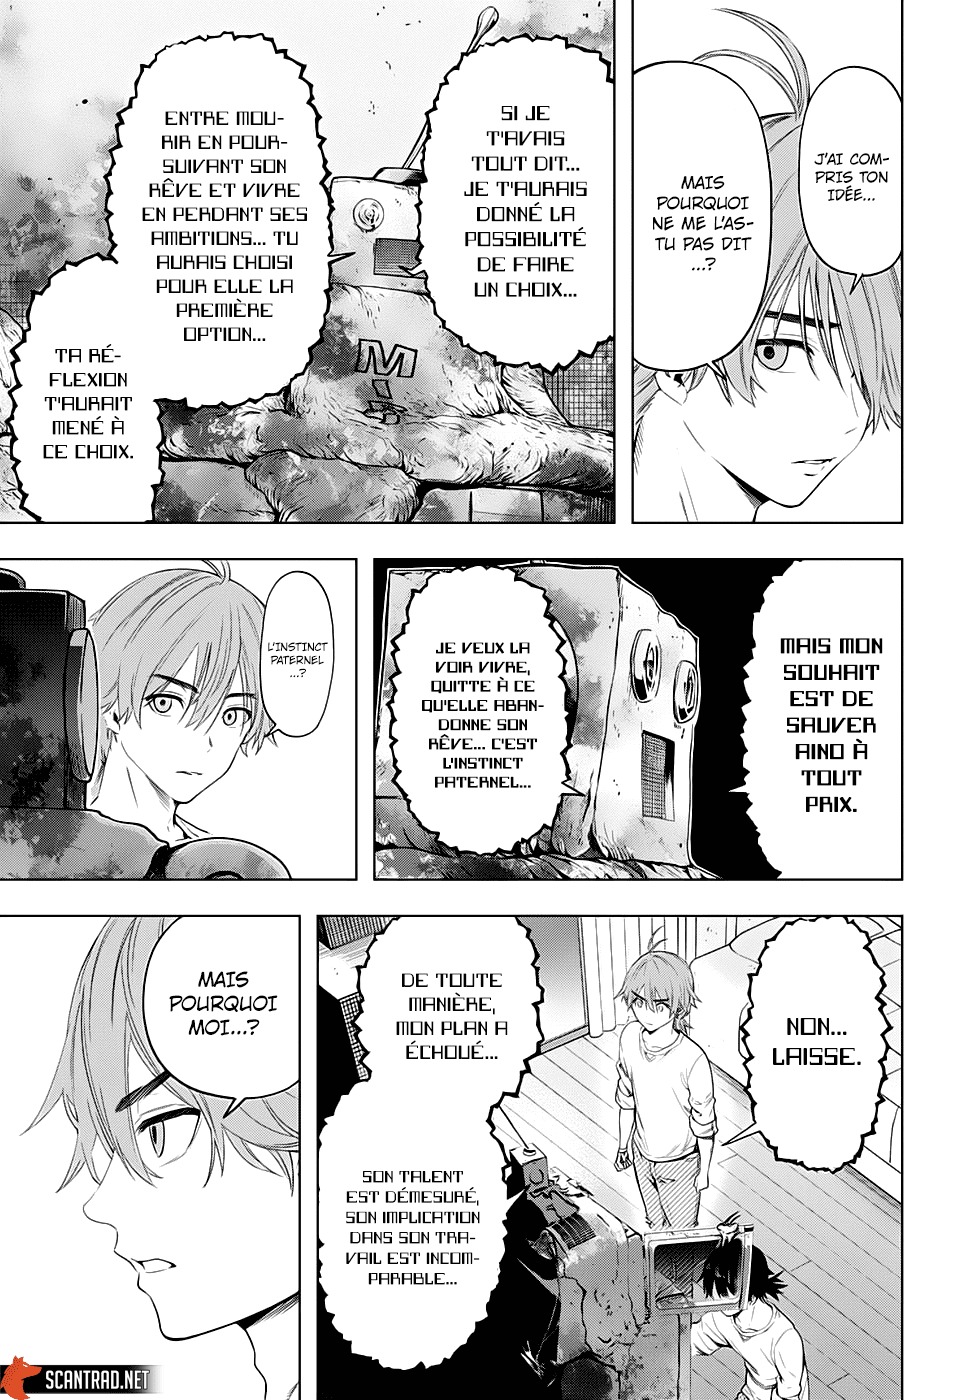 J'AI COM-
PRIS TON
IDÉE...
MAIS
POURQUOI
NE ME L'AS-
TU PAS DIT
...?
SI JE
T'AVAIS
TOUT DIT...
JE T'AURAIS
DONNÉ LA
POSSIBILITÉ
DE FAIRE
UN CHOIX...
ENTRE MOU-
RIR EN POUR-
SUIVANT SON
RÊVE ET VIVRE
EN PERDANT SES
AMBITIONS... TU
AURAIS CHOISI
POUR ELLE LA
PREMIÈRE
OPTION...
TA RÉ-
FLEXION
T'AURAIT
MENÉ À
CE CHOIX.
MAIS MON
SOUHAIT
EST DE
SAUVER
AINO À
TOUT
PRIX.
JE VEUX LA
VOIR VIVRE,
QUITTE À CE
QU'ELLE ABAN-
DONNE SON
RÊVE... C'EST
L'INSTINCT
PATERNEL...
L'INSTINCT
PATERNEL
...?
NON...
LAISSE.
DE TOUTE
MANIÈRE,
MON PLAN A
ÉCHOUÉ...
SON TALENT
EST DÉMESURÉ,
SON IMPLICATION
DANS SON TRA-
VAIL EST INCOM-
PARABLE...
MAIS
POURQUOI
MOI...?
SCANTRAD.NET